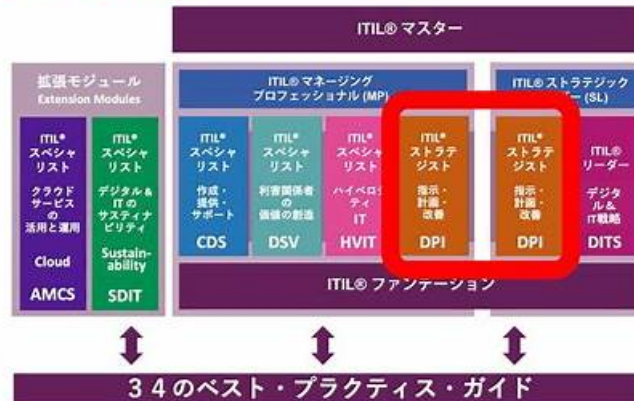 ITIL® マスター
拡張モジュール
Extension Modules
ITIL®
スペシャ
リスト
クラウド
サービス
の
活用と運用
Cloud
AMCS
ITIL®
スペシャ
リスト
デジタル＆
ITの
サスティナ
ビリティ
Sustain-
ability
SDIT
ITIL® マネージング
プロフェッショナル (MP)
ITIL®
スペシャ
リスト
作成・
提供・
サポート
CDS
ITIL®
スペシャ
リスト
利害関係者
の
価値の創造
DSV
ITIL®
スペシャ
リスト
ハイベロシ
ティ
IT
HVIT
ITIL®
ストラテ
ジスト
指示・
計画・
改善
DPI
ITIL® ストラテジック
ー (SL)
ITIL®
ストラテ
ジスト
指示・
計画・
改善
DPI
ITIL®
リーダー
デジタ
ル＆
IT戦略
DITS
ITIL® ファンデーション
３４のベスト・プラクティス・ガイド